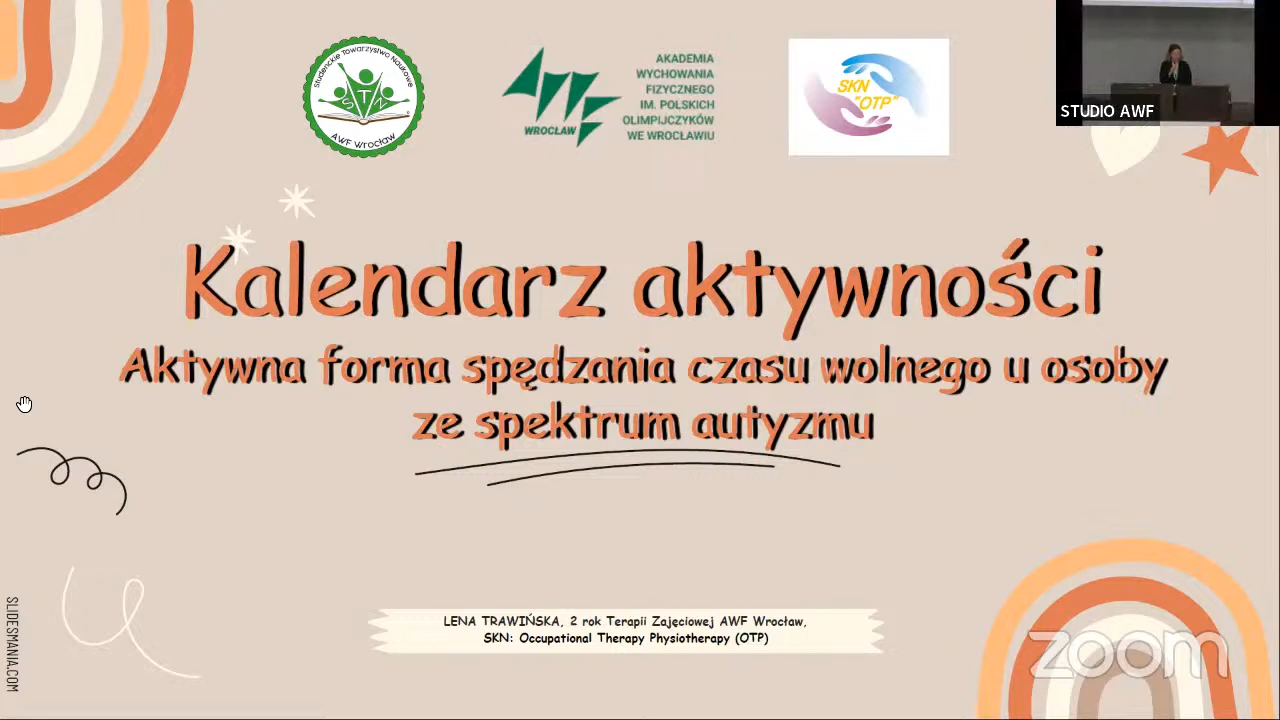 Studenckie Towarzystwo Naukowe
STN
AWF Wrocław
WROCŁAW
AKADEMIA
WYCHOWANIA
FIZYCZNEGO
IM. POLSKICH
OLIMPIJCZYKÓW
WE WROCŁAWIU
SKN
"OTP"
STUDIO AWF
Kalendarz aktywności
Aktywna forma spędzania czasu wolnego u osoby
ze spektrum autyzmu
LENA TRAWIŃSKA, 2 rok Terapii Zajęciowej AWF Wrocław,
SKN: Occupational Therapy Physiotherapy (OTP)
SLIDESMANIA.COM
zoom